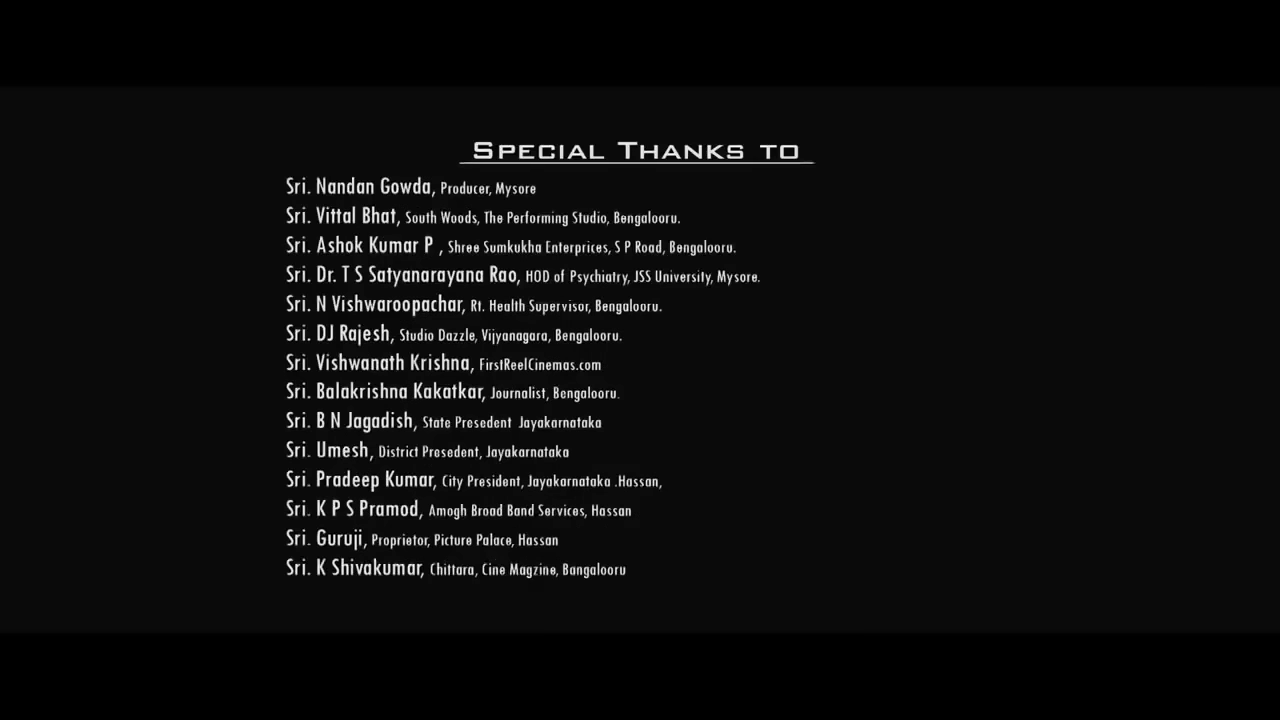 Special Thanks to
Sri. Nandan Gowda, Producer, Mysore
Sri. Vittal Bhat, South Woods, The Performing Studio, Bengalooru.
Sri. Ashok Kumar P , Shree Sumkukha Enterprices, S P Road, Bengalooru.
Sri. Dr. T S Satyanarayana Rao, HOD of Psychiatry, JSS University, Mysore.
Sri. N Vishwaroopachar, Rt. Health Supervisor, Bengalooru.
Sri. DJ Rajesh, Studio Dazzle, Vijyanagara, Bengalooru.
Sri. Vishwanath Krishna, FirstReelCinemas.com
Sri. Balakrishna Kakatkar, Journalist, Bengalooru.
Sri. B N Jagadish, State Presedent Jayakarnataka
Sri. Umesh, District Presedent, Jayakarnataka
Sri. Pradeep Kumar, City President, Jayakarnataka .Hassan,
Sri. K P S Pramod, Amogh Broad Band Services, Hassan
Sri. Guruji, Proprietor, Picture Palace, Hassan
Sri. K Shivakumar, Chittara, Cine Magzine, Bangalooru